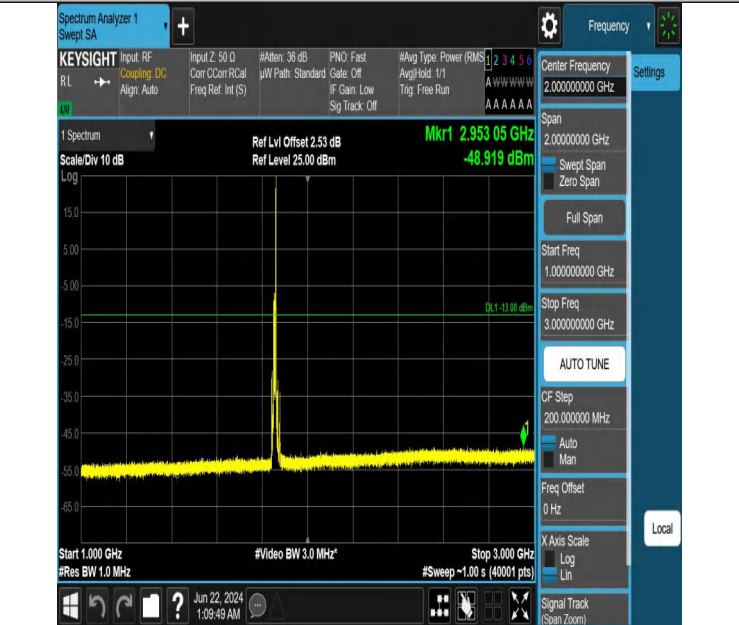 Spectrum Analyzer 1
Swept SA
+
Frequency
KEYSIGHT
RL
Input: RF
Coupling: DC
Align: Auto
Input Z: 50 Ω
Corr CCorr RCal
Freq Ref: Int (S)
#Atten: 36 dB
µW Path: Standard
PNO: Fast
Gate: Off
IF Gain: Low
Sig Track: Off
#Avg Type: Power (RMS
Avg|Hold: 1/1
Trig: Free Run
1 2 3 4 5 6
A W W W W W
A A A A A A
1 Spectrum
Scale/Div 10 dB
Log
Ref Lvl Offset 2.53 dB
Ref Level 25.00 dBm
Mkr1 2.953 05 GHz
-48.919 dBm
15.0
5.00
-5.00
-15.0
-25.0
-35.0
-45.0
-55.0
-65.0
DL1 -13.00 dBm
1
Start 1.000 GHz
#Res BW 1.0 MHz
#Video BW 3.0 MHz*
Stop 3.000 GHz
#Sweep ~1.00 s (40001 pts)
Center Frequency
2.000000000 GHz
Settings
Span
2.00000000 GHz
Swept Span
Zero Span
Full Span
Start Freq
1.000000000 GHz
Stop Freq
3.000000000 GHz
AUTO TUNE
CF Step
200.000000 MHz
Auto
Man
Freq Offset
0 Hz
X Axis Scale
Log
Lin
Local
Signal Track
(Span Zoom)
?
Jun 22, 2024
1:09:49 AM